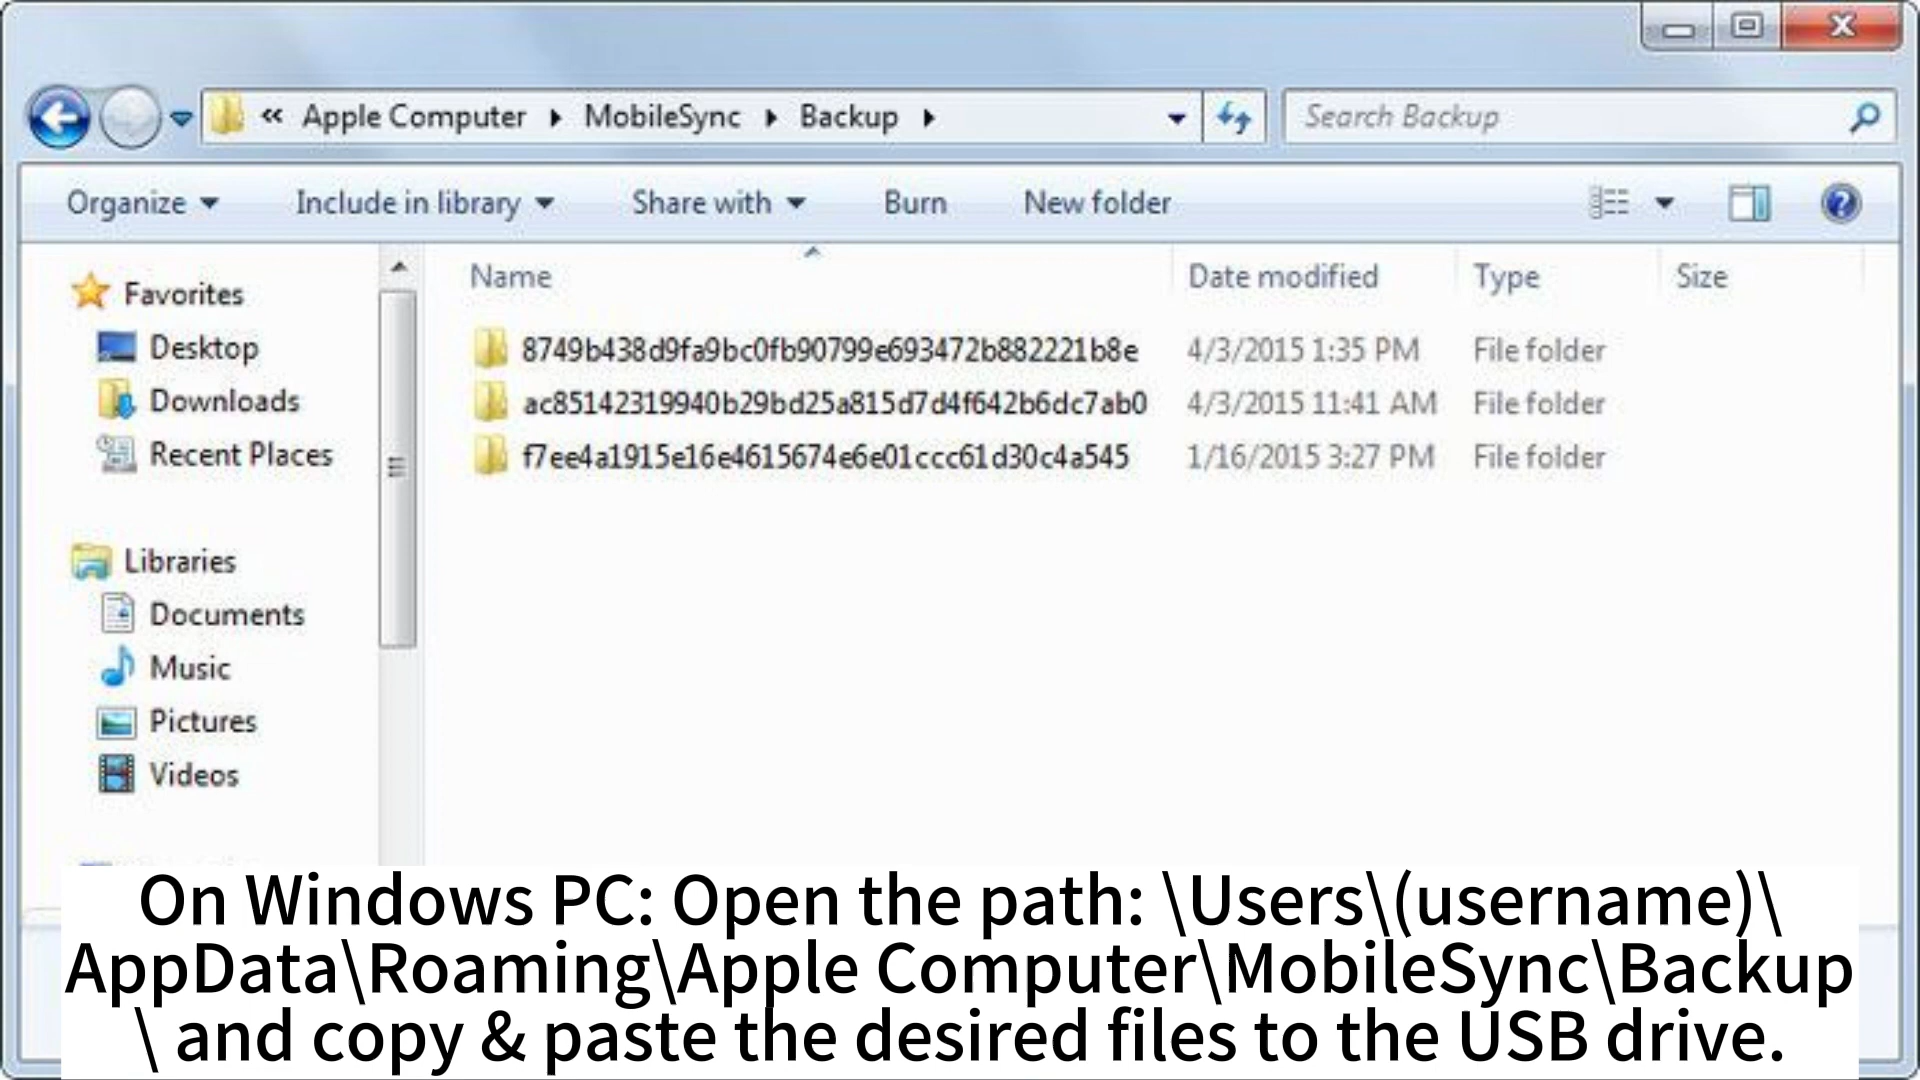 « Apple Computer ▸ MobileSync ▸ Backup ▸
Search Backup
Organize ▾ Include in library ▾ Share with ▾ Burn New folder
Name Date modified Type Size
Favorites
Desktop
Downloads
Recent Places
Libraries
Documents
Music
Pictures
Videos
8749b438d9fa9bc0fb90799e693472b882221b8e 4/3/2015 1:35 PM File folder
ac85142319940b29bd25a815d7d4f642b6dc7ab0 4/3/2015 11:41 AM File folder
f7ee4a1915e16e4615674e6e01ccc61d30c4a545 1/16/2015 3:27 PM File folder
On Windows PC: Open the path: \Users\(username)\
AppData\Roaming\Apple Computer\MobileSync\Backup
\ and copy & paste the desired files to the USB drive.